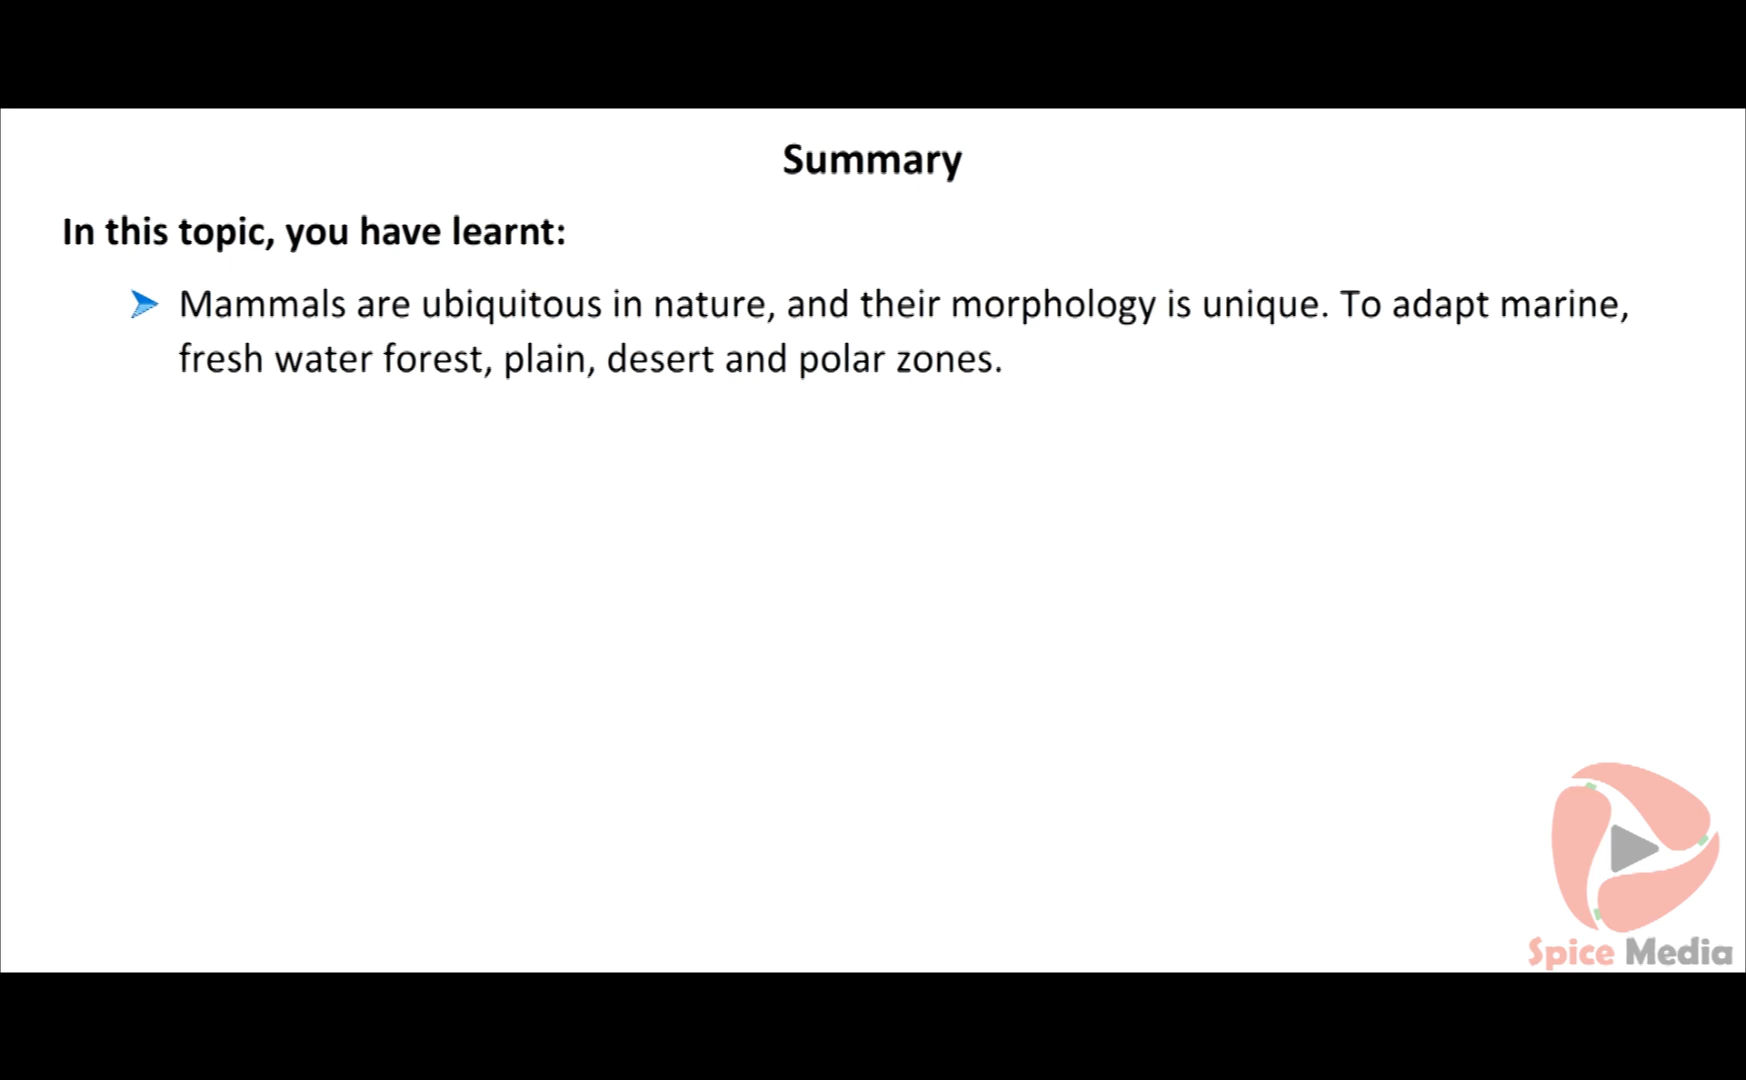 Summary
In this topic, you have learnt:
Mammals are ubiquitous in nature, and their morphology is unique. To adapt marine,
fresh water forest, plain, desert and polar zones.
Spice Media